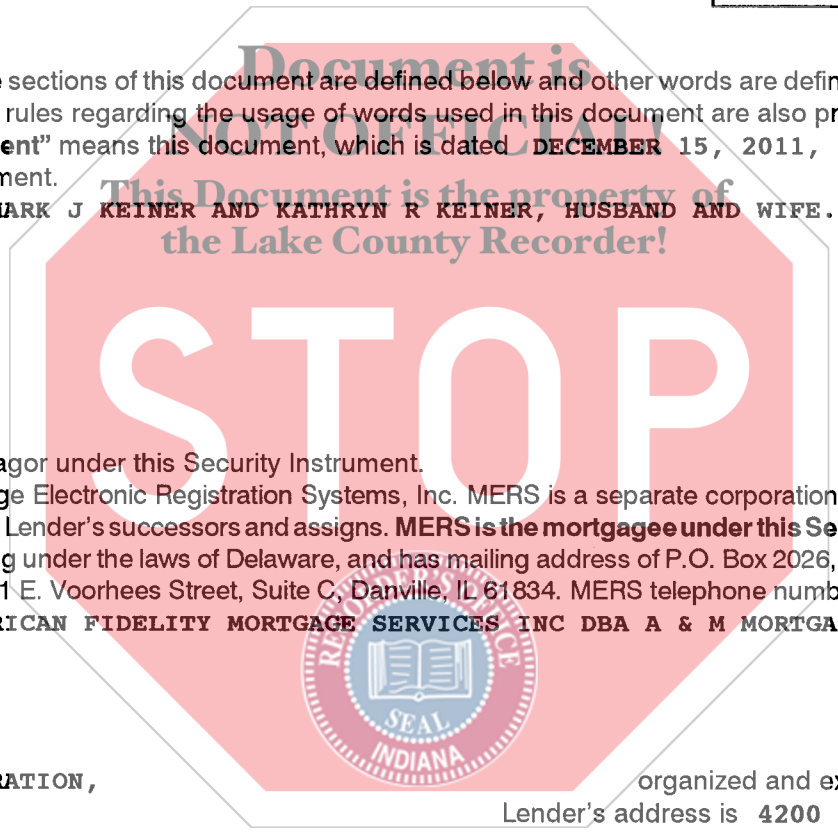 Document is
e sections of this document are defined below and other words are defin
rules regarding the usage of words used in this document are also pr
NOT OFFICIAL!
ent” means this document, which is dated DECEMBER 15, 2011,
ment.
This Document is the property of
MARK J KEINER AND KATHRYN R KEINER, HUSBAND AND WIFE.
the Lake County Recorder!
STOP
agor under this Security Instrument.
ge Electronic Registration Systems, Inc. MERS is a separate corporation
Lender’s successors and assigns. MERS is the mortgagee under this Se
g under the laws of Delaware, and has mailing address of P.O. Box 2026,
1 E. Voorhees Street, Suite C, Danville, IL 61834. MERS telephone numb
RICAN FIDELITY MORTGAGE SERVICES INC DBA A & M MORTGA
RECORDER'S OFFICE
SEAL
INDIANA
RATION,
organized and ex
Lender’s address is 4200